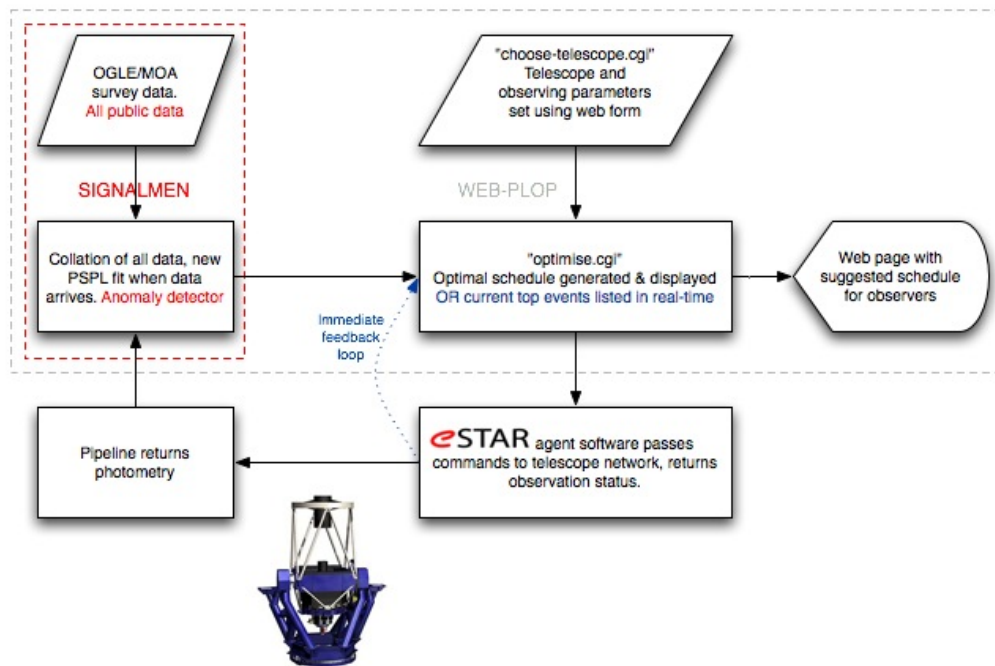 OGLE/MOA
survey data.
All public data
"choose-telescope.cgi"
Telescope and
observing parameters
set using web form
SIGNALMEN
WEB-PLOP
Collation of all data, new
PSPL fit when data
arrives. Anomaly detector
"optimise.cgi"
Optimal schedule generated & displayed
OR current top events listed in real-time
Web page with
suggested schedule
for observers
Immediate
feedback
loop
Pipeline returns
photometry
eSTAR agent software passes
commands to telescope network, returns
observation status.